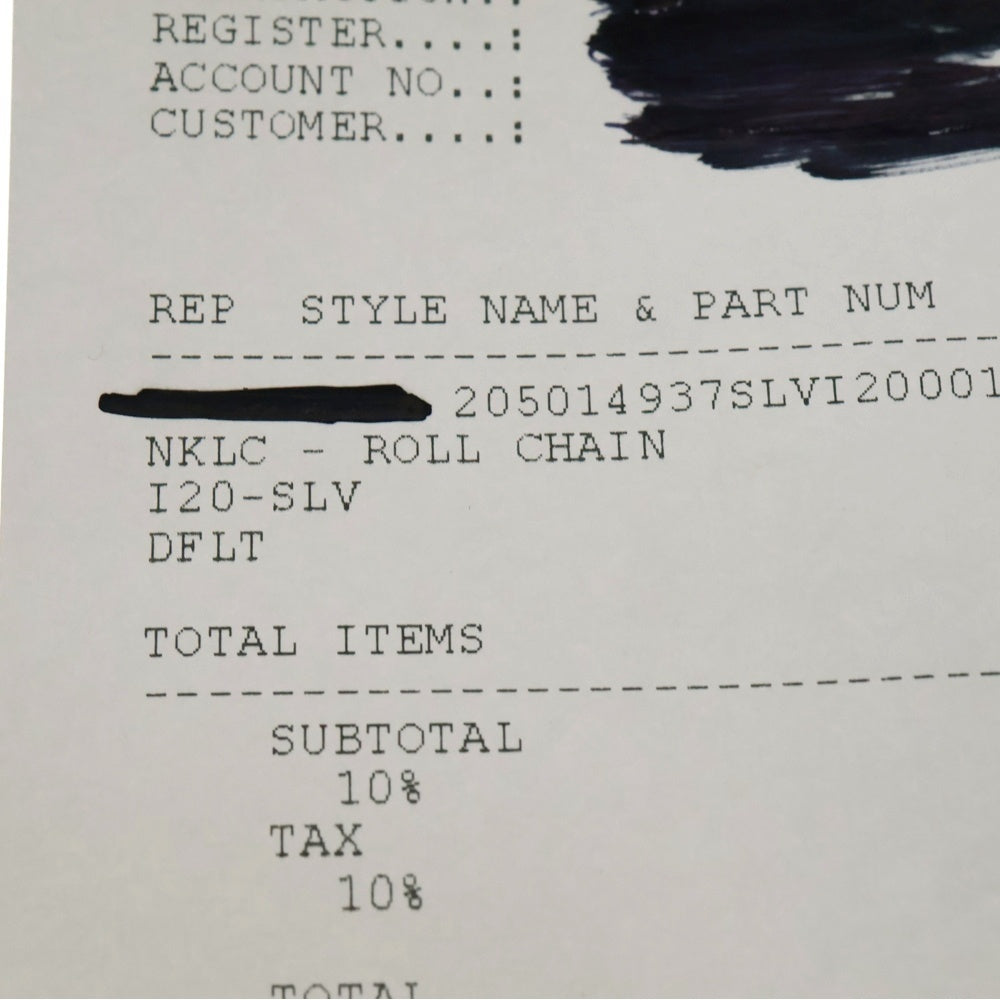 REGISTER....:
ACCOUNT NO..:
CUSTOMER....:
REP STYLE NAME & PART NUM
205014937SLVI20001
NKLC - ROLL CHAIN
I20-SLV
DFLT
TOTAL ITEMS
SUBTOTAL
10%
TAX
10%
TOTAL